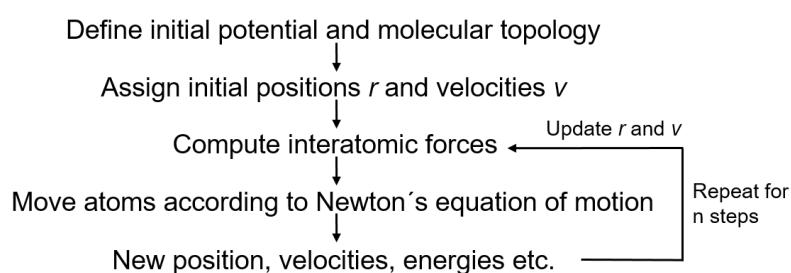 Define initial potential and molecular topology
Assign initial positions r and velocities v
Compute interatomic forces
Update r and v
Move atoms according to Newton´s equation of motion
Repeat for
n steps
New position, velocities, energies etc.